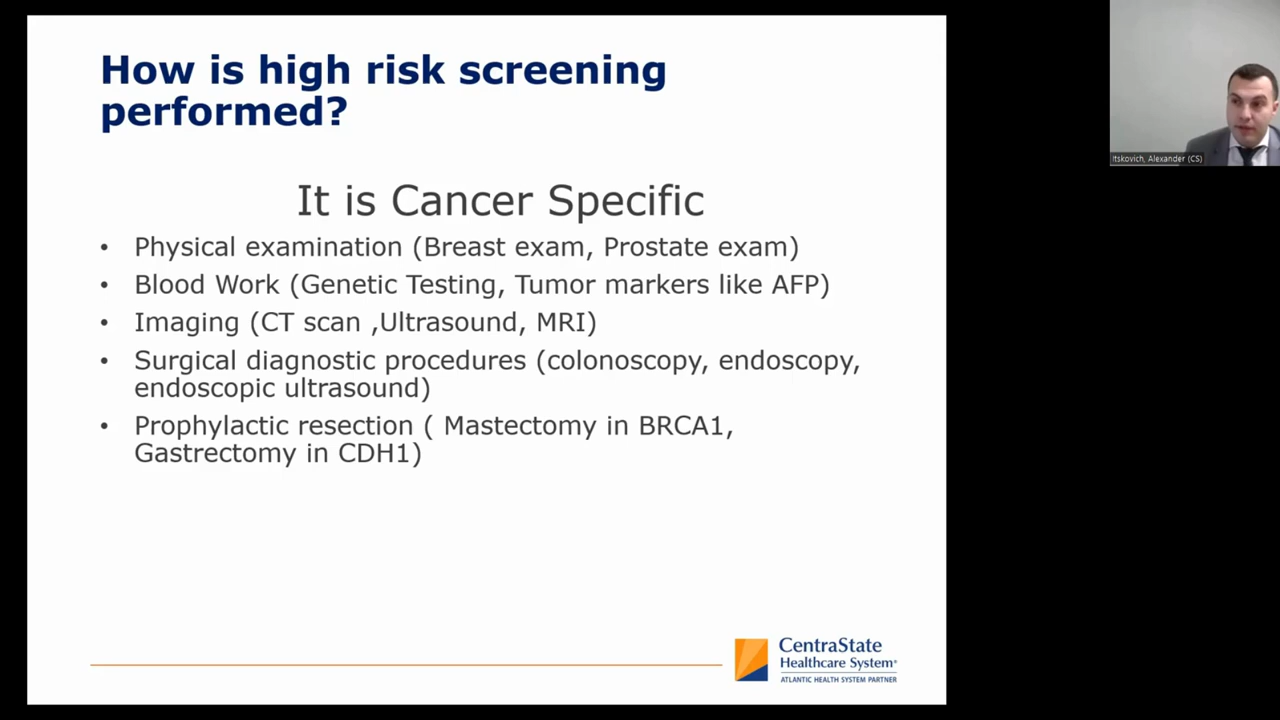 How is high risk screening
performed?
It is Cancer Specific
• Physical examination (Breast exam, Prostate exam)
• Blood Work (Genetic Testing, Tumor markers like AFP)
• Imaging (CT scan ,Ultrasound, MRI)
• Surgical diagnostic procedures (colonoscopy, endoscopy,
endoscopic ultrasound)
• Prophylactic resection ( Mastectomy in BRCA1,
Gastrectomy in CDH1)
CentraState
Healthcare System®
ATLANTIC HEALTH SYSTEM PARTNER
Itskovich, Alexander (CS)